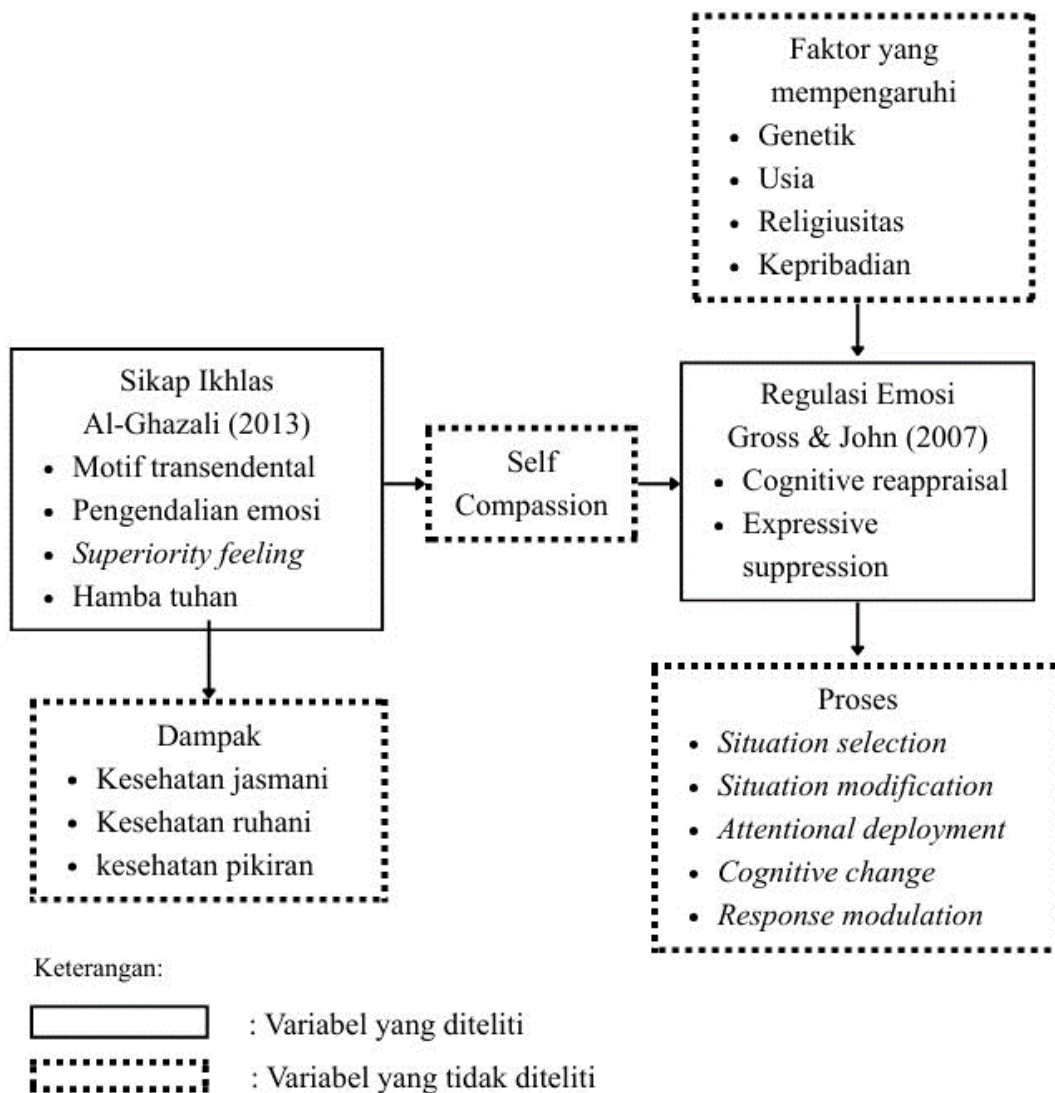 Faktor yang
mempengaruhi
• Genetik
• Usia
• Religiusitas
• Kepribadian
Sikap Ikhlas
Al-Ghazali (2013)
• Motif transendental
• Pengendalian emosi
• Superiority feeling
• Hamba tuhan
Self
Compassion
Regulasi Emosi
Gross & John (2007)
• Cognitive reappraisal
• Expressive
suppression
Dampak
• Kesehatan jasmani
• Kesehatan ruhani
• kesehatan pikiran
Proses
• Situation selection
• Situation modification
• Attentional deployment
• Cognitive change
• Response modulation
Keterangan:
: Variabel yang diteliti
: Variabel yang tidak diteliti